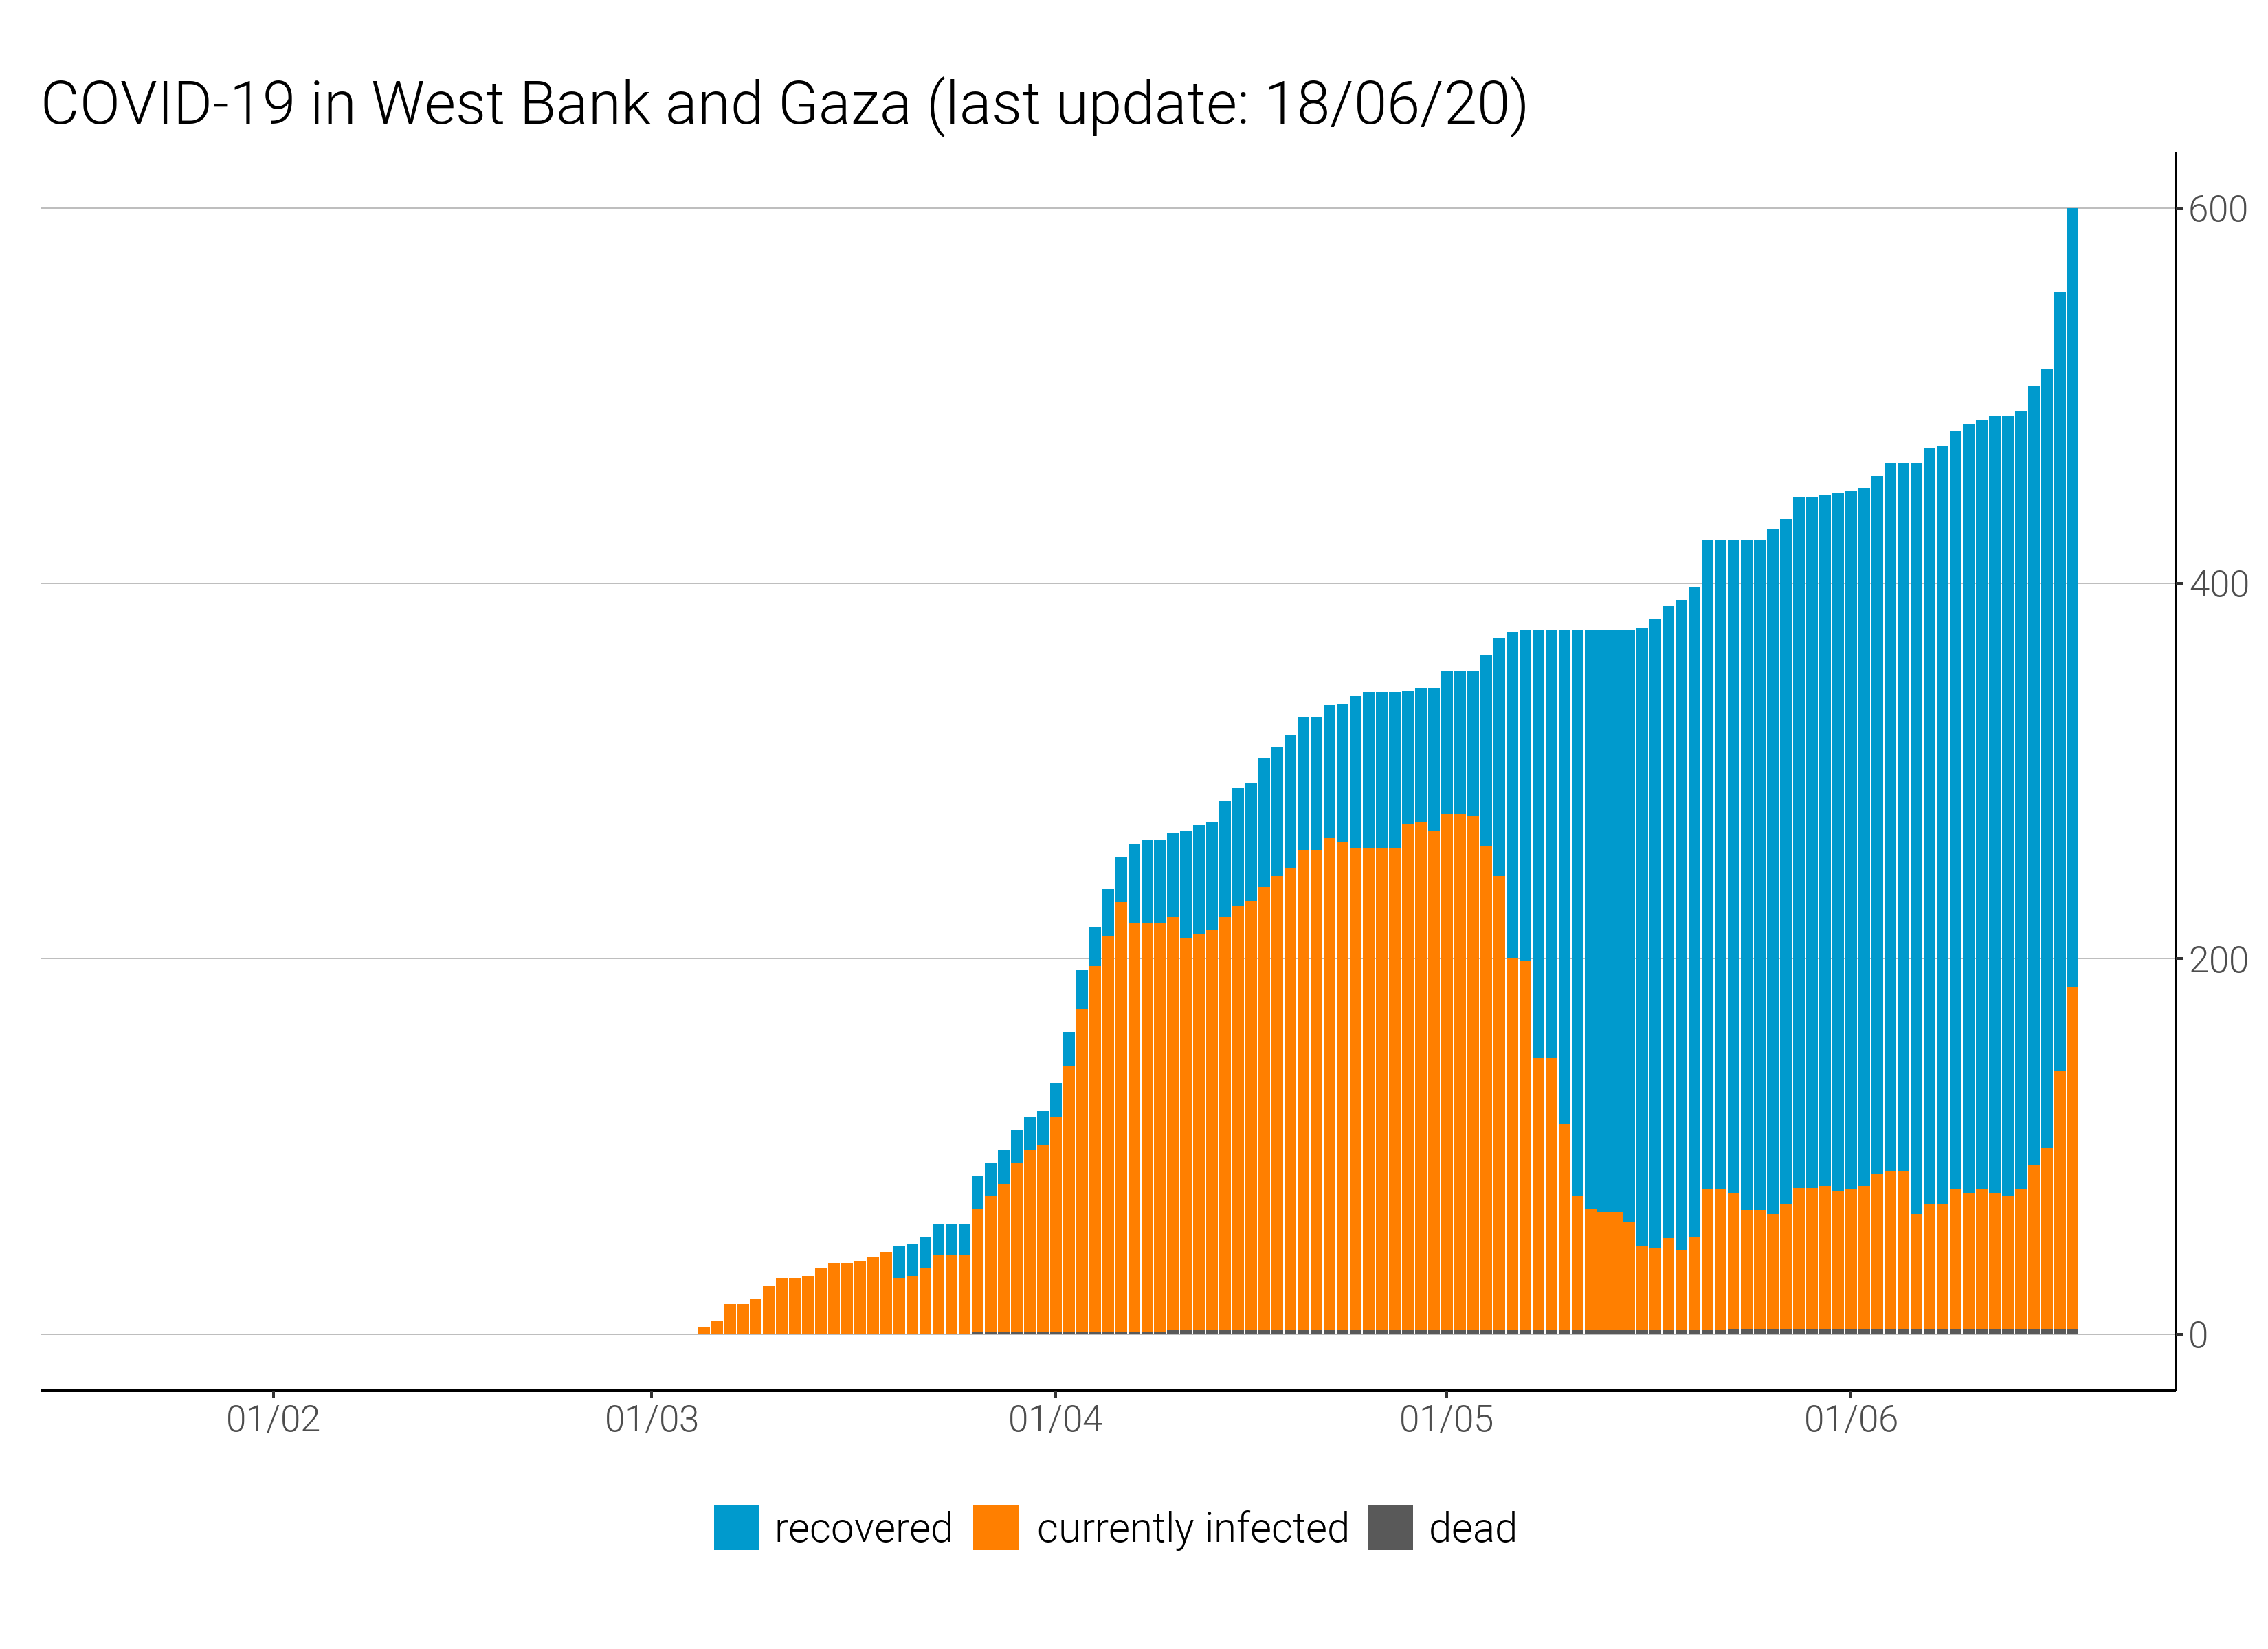 COVID-19 in West Bank and Gaza (last update: 18/06/20)
600
400
200
0
01/02 01/03 01/04 01/05 01/06
recovered currently infected dead